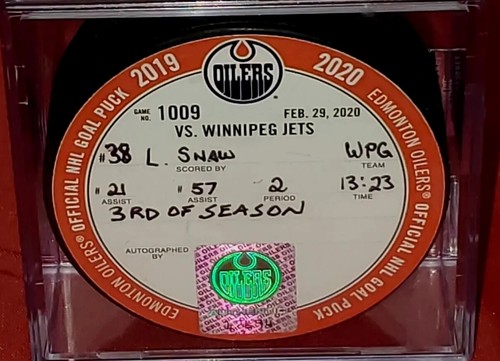 EDMONTON OILERS® OFFICIAL NHL GOAL PUCK 2019
2020 EDMONTON OILERS® OFFICIAL NHL GOAL PUCK
OILERS
GAME NO. 1009 FEB. 29, 2020
VS. WINNIPEG JETS
#38 L. SNAW WPG
SCORED BY TEAM
# 21 # 57 2 13:23
ASSIST ASSIST PERIOD TIME
3RD OF SEASON
AUTOGRAPHED BY
OILERS